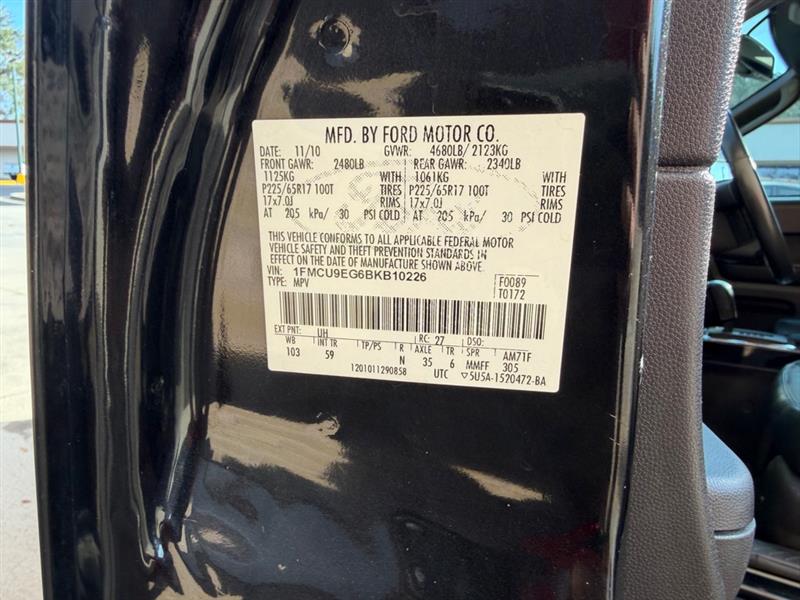 MFD. BY FORD MOTOR CO.
DATE: 11/10 GVWR: 4680LB/ 2123KG
FRONT GAWR: 2480LB REAR GAWR: 2340LB
1125KG WITH 1061KG WITH
P225/65R17 100T TIRES P225/65R17 100T TIRES
17x7.0J RIMS 17x7.0J RIMS
AT 205 kPa/ 30 PSI COLD AT 205 kPa/ 30 PSI COLD
THIS VEHICLE CONFORMS TO ALL APPLICABLE FEDERAL MOTOR
VEHICLE SAFETY AND THEFT PREVENTION STANDARDS IN
EFFECT ON THE DATE OF MANUFACTURE SHOWN ABOVE.
1FMCU9EG6BKB10226 F0089
TYPE: MPV T0172
EXT PNT: UH RC: 27 DSO:
WB INT TR TP/PS R AXLE TR SPR AM71F
103 59 N 35 6 MMFF 305
1201011290858 UTC ▽5U5A-1520472-BA